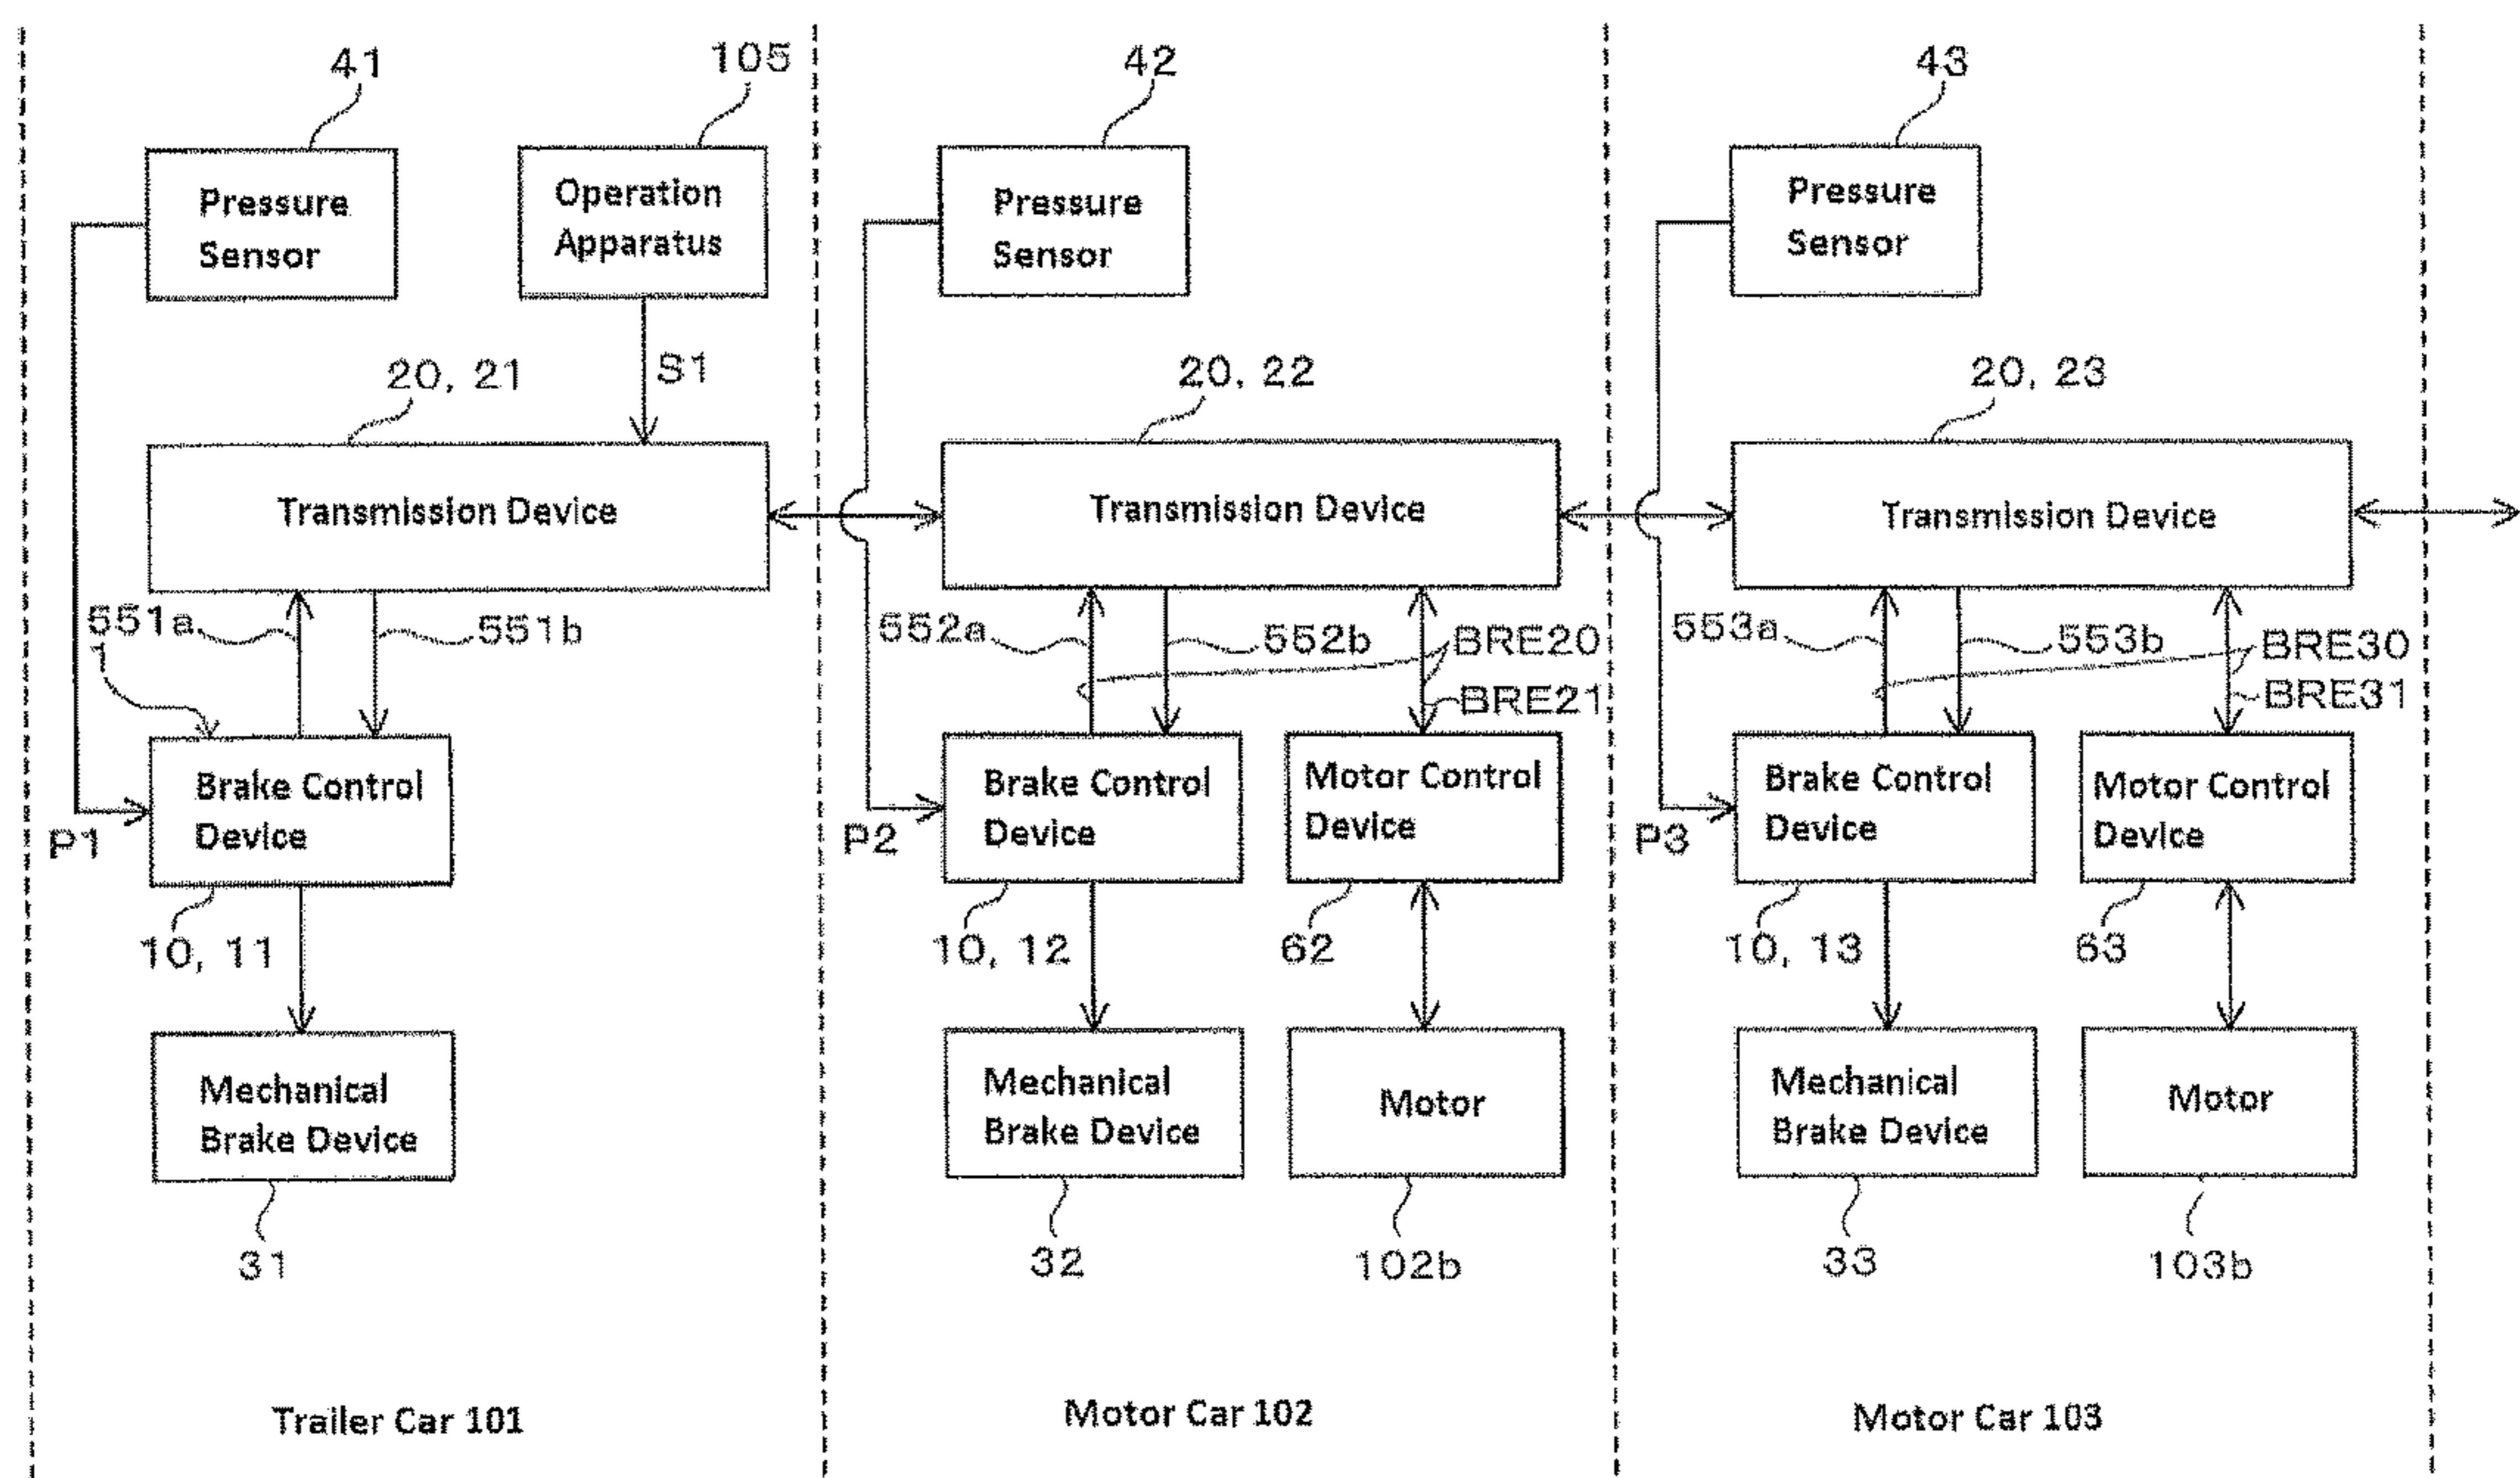 41
105
42
43
Pressure
Sensor
Operation
Apparatus
Pressure
Sensor
Pressure
Sensor
20, 21
S1
20, 22
20, 23
Transmission Device
Transmission Device
Transmission Device
551a
551b
552a
552b
BRE20
BRE21
553a
553b
BRE30
BRE31
1
Brake Control
Device
Brake Control
Device
Motor Control
Device
Brake Control
Device
Motor Control
Device
P1
P2
P3
10, 11
10, 12
62
10, 13
63
Mechanical
Brake Device
Mechanical
Brake Device
Motor
Mechanical
Brake Device
Motor
31
32
102b
33
103b
Trailer Car 101
Motor Car 102
Motor Car 103